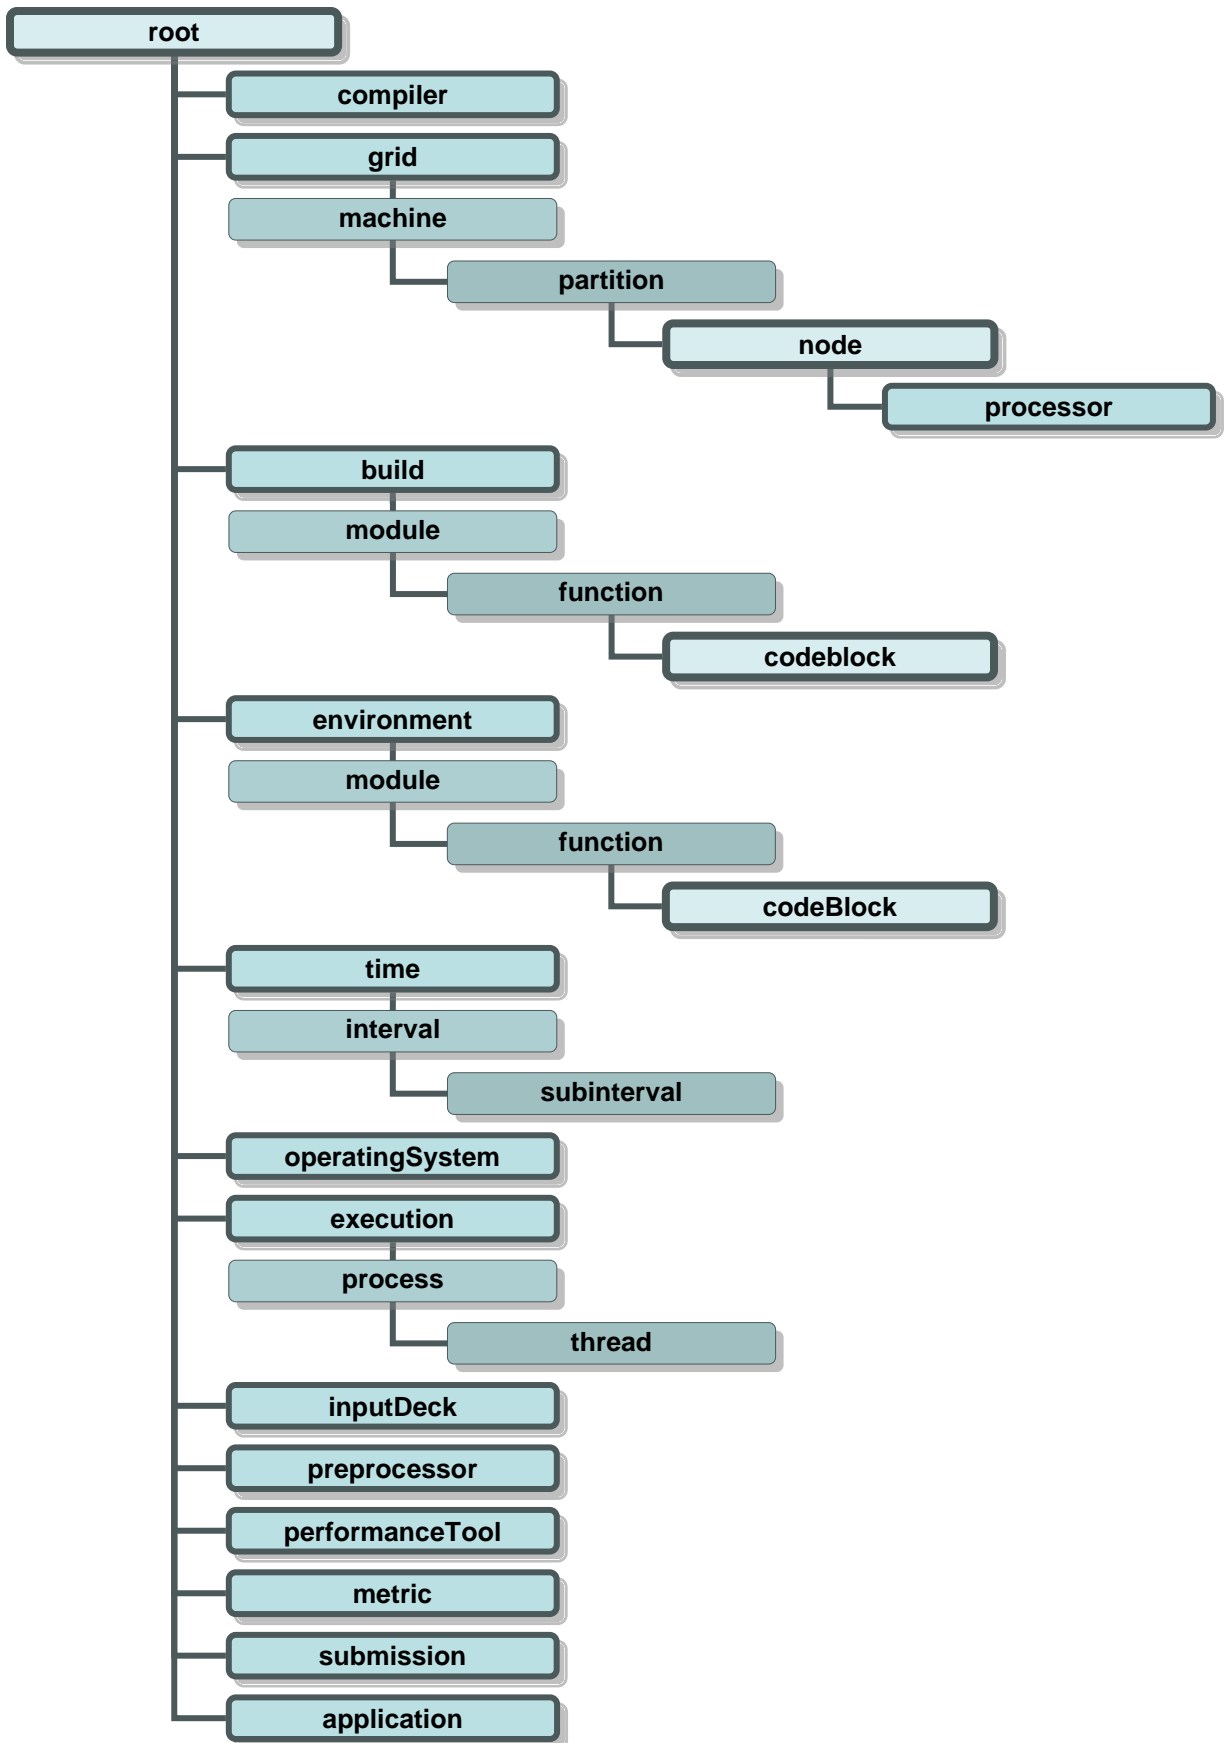 root
compiler
grid
machine
partition
node
processor
build
module
function
codeblock
environment
module
function
codeBlock
time
interval
subinterval
operatingSystem
execution
process
thread
inputDeck
preprocessor
performanceTool
metric
submission
application